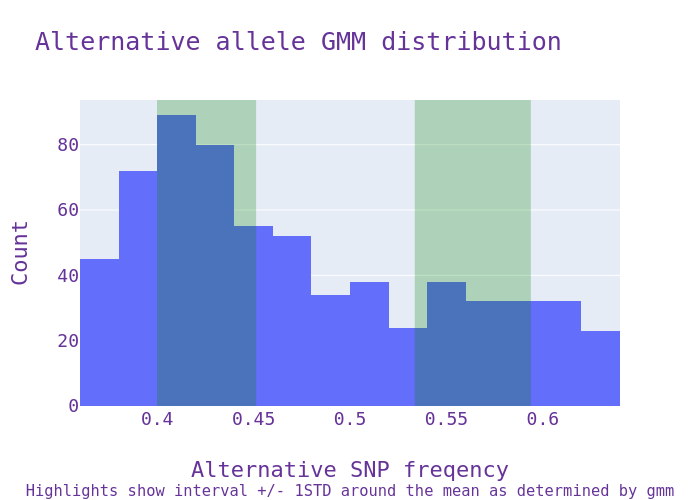 Alternative allele GMM distribution
Count
80
60
40
20
0
0.4 0.45 0.5 0.55 0.6
Alternative SNP freqency
Highlights show interval +/- 1STD around the mean as determined by gmm